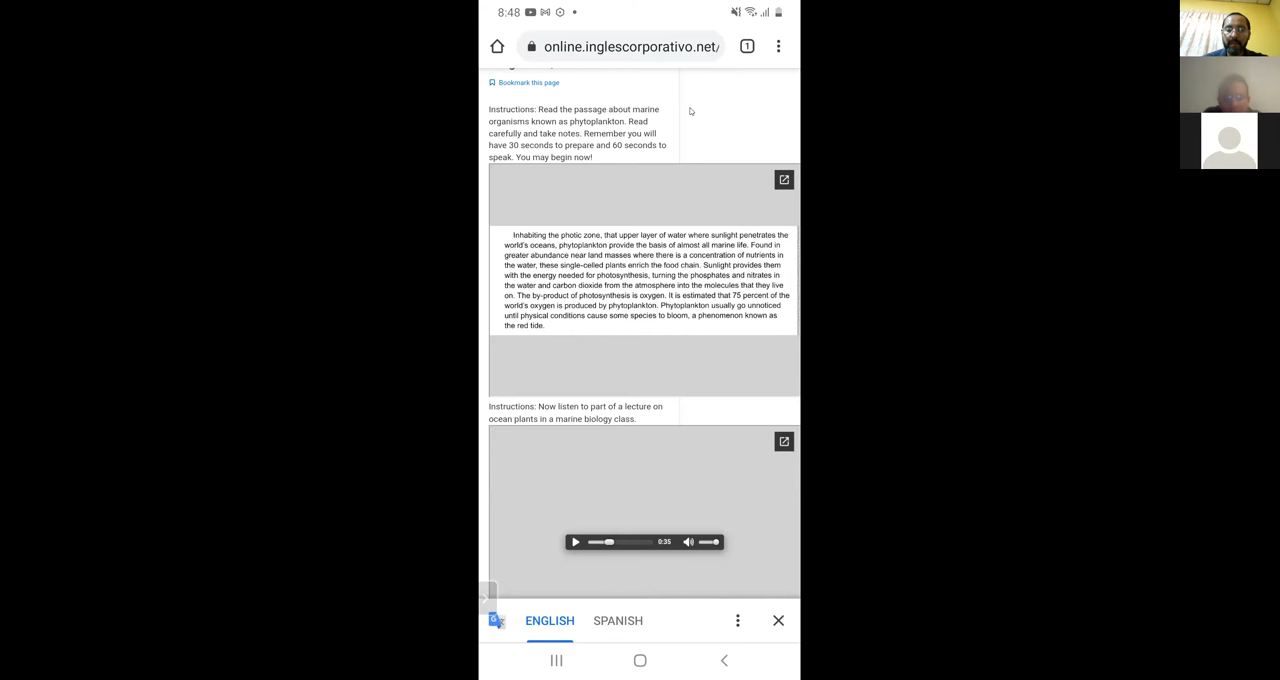 8:48
online.inglescorporativo.net/
1
Bookmark this page
Instructions: Read the passage about marine
organisms known as phytoplankton. Read
carefully and take notes. Remember you will
have 30 seconds to prepare and 60 seconds to
speak. You may begin now!
Inhabiting the photic zone, that upper layer of water where sunlight penetrates the
world's oceans, phytoplankton provide the basis of almost all marine life. Found in
greater abundance near land masses where there is a concentration of nutrients in
the water, these single-celled plants enrich the food chain. Sunlight provides them
with the energy needed for photosynthesis, turning the phosphates and nitrates in
the water and carbon dioxide from the atmosphere into the molecules that they live
on. The by-product of photosynthesis is oxygen. It is estimated that 75 percent of the
world's oxygen is produced by phytoplankton. Phytoplankton usually go unnoticed
until physical conditions cause some species to bloom, a phenomenon known as
the red tide.
Instructions: Now listen to part of a lecture on
ocean plants in a marine biology class.
0:35
ENGLISH SPANISH